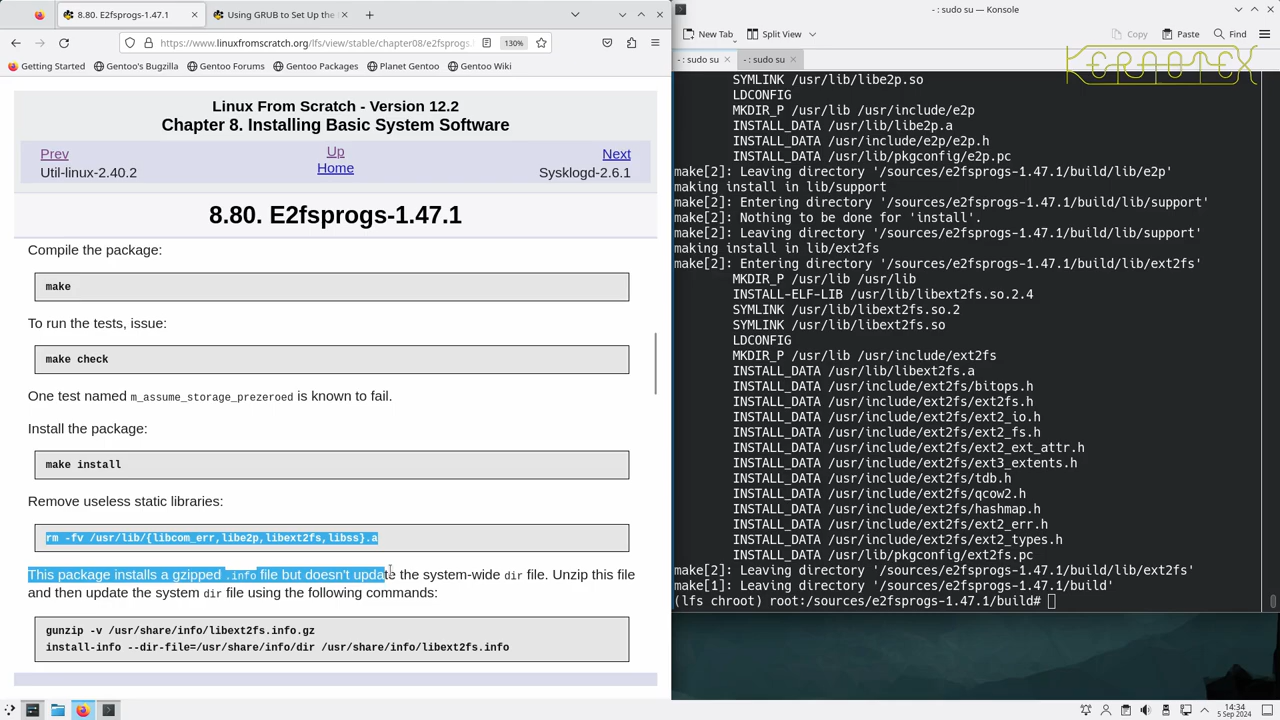 8.80. E2fsprogs-1.47.1
Using GRUB to Set Up the
https://www.linuxfromscratch.org/lfs/view/stable/chapter08/e2fsprogs.
130%
Getting Started
Gentoo's Bugzilla
Gentoo Forums
Gentoo Packages
Planet Gentoo
Gentoo Wiki
Linux From Scratch - Version 12.2
Chapter 8. Installing Basic System Software
Prev
Up
Next
Util-linux-2.40.2
Home
Sysklogd-2.6.1
8.80. E2fsprogs-1.47.1
Compile the package:
make
To run the tests, issue:
make check
One test named m_assume_storage_prezeroed is known to fail.
Install the package:
make install
Remove useless static libraries:
rm -fv /usr/lib/{libcom_err,libe2p,libext2fs,libss}.a
This package installs a gzipped .info file but doesn't update the system-wide dir file. Unzip this file
and then update the system dir file using the following commands:
gunzip -v /usr/share/info/libext2fs.info.gz
install-info --dir-file=/usr/share/info/dir /usr/share/info/libext2fs.info
- : sudo su — Konsole
New Tab
Split View
Copy
Paste
Find
- : sudo su
- : sudo su
KERNOTEX
SYMLINK /usr/lib/libe2p.so
LDCONFIG
MKDIR_P /usr/lib /usr/include/e2p
INSTALL_DATA /usr/lib/libe2p.a
INSTALL_DATA /usr/include/e2p/e2p.h
INSTALL_DATA /usr/lib/pkgconfig/e2p.pc
make[2]: Leaving directory '/sources/e2fsprogs-1.47.1/build/lib/e2p'
making install in lib/support
make[2]: Entering directory '/sources/e2fsprogs-1.47.1/build/lib/support'
make[2]: Nothing to be done for 'install'.
make[2]: Leaving directory '/sources/e2fsprogs-1.47.1/build/lib/support'
making install in lib/ext2fs
make[2]: Entering directory '/sources/e2fsprogs-1.47.1/build/lib/ext2fs'
MKDIR_P /usr/lib /usr/lib
INSTALL-ELF-LIB /usr/lib/libext2fs.so.2.4
SYMLINK /usr/lib/libext2fs.so.2
SYMLINK /usr/lib/libext2fs.so
LDCONFIG
MKDIR_P /usr/lib /usr/include/ext2fs
INSTALL_DATA /usr/lib/libext2fs.a
INSTALL_DATA /usr/include/ext2fs/bitops.h
INSTALL_DATA /usr/include/ext2fs/ext2fs.h
INSTALL_DATA /usr/include/ext2fs/ext2_io.h
INSTALL_DATA /usr/include/ext2fs/ext2_fs.h
INSTALL_DATA /usr/include/ext2fs/ext2_ext_attr.h
INSTALL_DATA /usr/include/ext2fs/ext3_extents.h
INSTALL_DATA /usr/include/ext2fs/tdb.h
INSTALL_DATA /usr/include/ext2fs/qcow2.h
INSTALL_DATA /usr/include/ext2fs/hashmap.h
INSTALL_DATA /usr/include/ext2fs/ext2_err.h
INSTALL_DATA /usr/include/ext2fs/ext2_types.h
INSTALL_DATA /usr/lib/pkgconfig/ext2fs.pc
make[2]: Leaving directory '/sources/e2fsprogs-1.47.1/build/lib/ext2fs'
make[1]: Leaving directory '/sources/e2fsprogs-1.47.1/build'
(lfs chroot) root:/sources/e2fsprogs-1.47.1/build#
14:34
5 Sep 2024